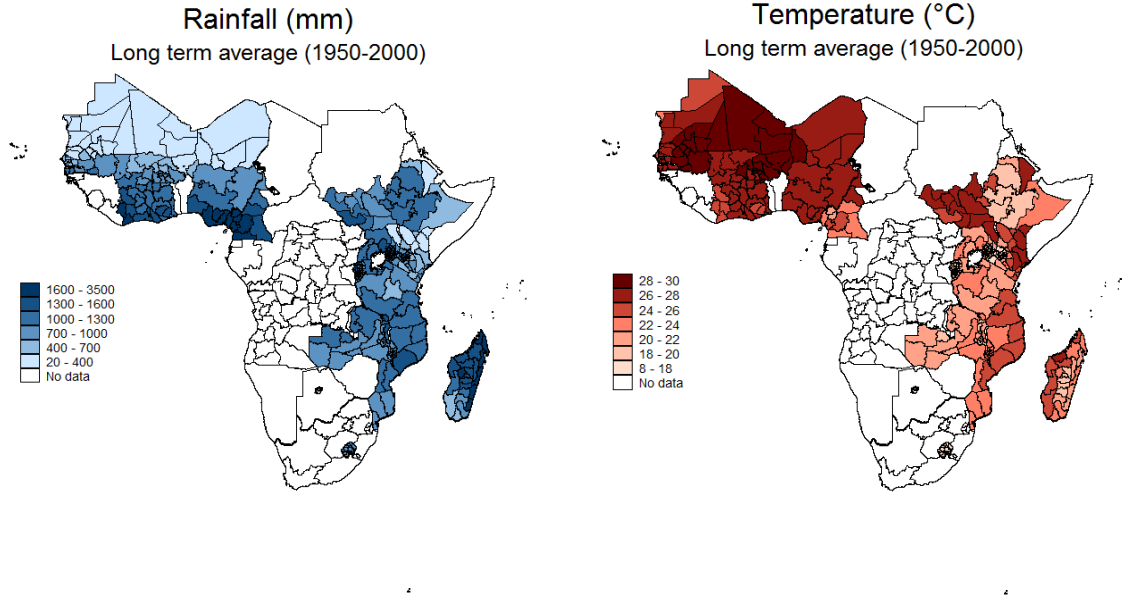 Rainfall (mm)
Long term average (1950-2000)
1600 - 3500
1300 - 1600
1000 - 1300
700 - 1000
400 - 700
20 - 400
No data
Temperature (°C)
Long term average (1950-2000)
28 - 30
26 - 28
24 - 26
22 - 24
20 - 22
18 - 20
8 - 18
No data